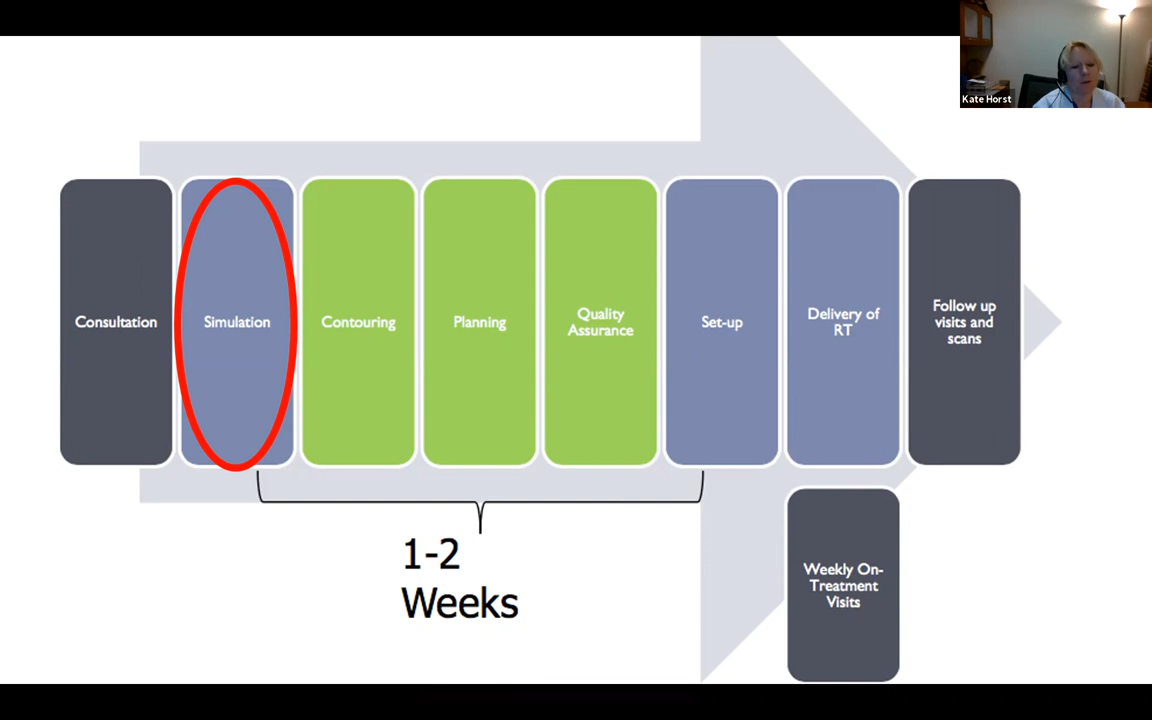 Kate Horst
Consultation
Simulation
Contouring
Planning
Quality
Assurance
Set-up
Delivery of
RT
Follow up
visits and
scans
1-2
Weeks
Weekly On-
Treatment
Visits